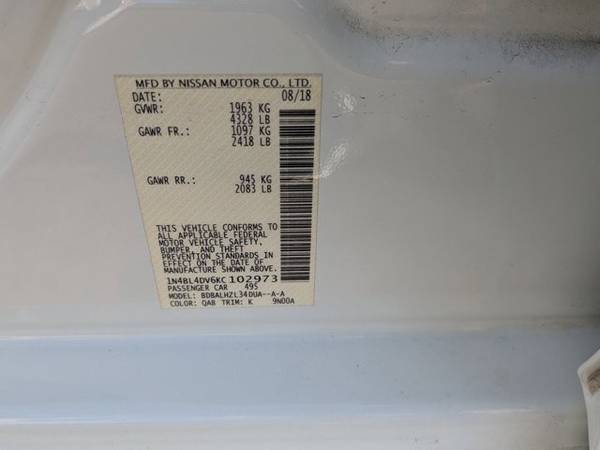 MFD BY NISSAN MOTOR CO., LTD.
DATE: 08/18
GVWR: 1963 KG
4328 LB
GAWR FR.: 1097 KG
2418 LB
GAWR RR.: 945 KG
2083 LB
THIS VEHICLE CONFORMS TO
ALL APPLICABLE FEDERAL
MOTOR VEHICLE SAFETY,
BUMPER, AND THEFT
PREVENTION STANDARDS IN
EFFECT ON THE DATE OF
MANUFACTURE SHOWN ABOVE.
1N4BL4DV6KC102973
PASSENGER CAR 495
MODEL: BDBALHZL34DUA--A-A
COLOR: QAB TRIM: K 9N00A